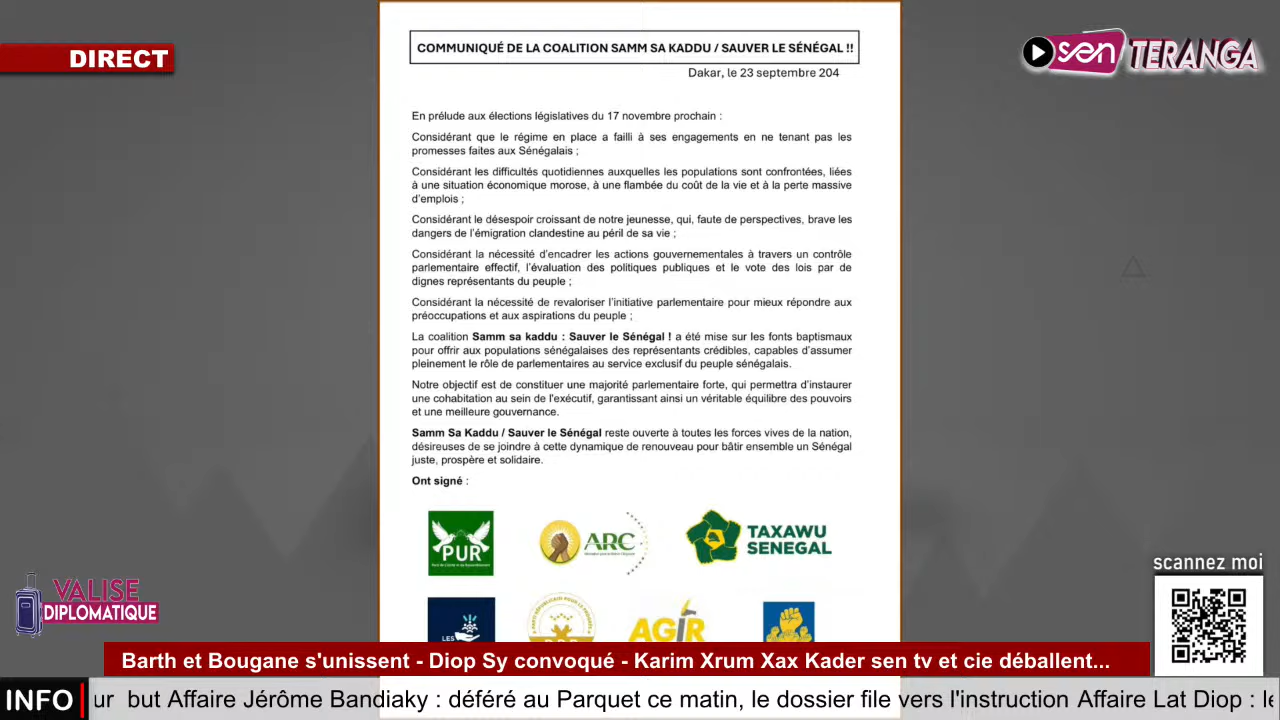 DIRECT
sen TERANGA
COMMUNIQUÉ DE LA COALITION SAMM SA KADDU / SAUVER LE SÉNÉGAL !!
Dakar, le 23 septembre 204
En prélude aux élections législatives du 17 novembre prochain :
Considérant que le régime en place a failli à ses engagements en ne tenant pas les
promesses faites aux Sénégalais ;
Considérant les difficultés quotidiennes auxquelles les populations sont confrontées, liées
à une situation économique morose, à une flambée du coût de la vie et à la perte massive
d'emplois ;
Considérant le désespoir croissant de notre jeunesse, qui, faute de perspectives, brave les
dangers de l'émigration clandestine au péril de sa vie ;
Considérant la nécessité d'encadrer les actions gouvernementales à travers un contrôle
parlementaire effectif, l'évaluation des politiques publiques et le vote des lois par de
dignes représentants du peuple ;
Considérant la nécessité de revaloriser l'initiative parlementaire pour mieux répondre aux
préoccupations et aux aspirations du peuple ;
La coalition Samm sa kaddu : Sauver le Sénégal ! a été mise sur les fonts baptismaux
pour offrir aux populations sénégalaises des représentants crédibles, capables d'assumer
pleinement le rôle de parlementaires au service exclusif du peuple sénégalais.
Notre objectif est de constituer une majorité parlementaire forte, qui permettra d'instaurer
une cohabitation au sein de l'exécutif, garantissant ainsi un véritable équilibre des pouvoirs
et une meilleure gouvernance.
Samm Sa Kaddu / Sauver le Sénégal reste ouverte à toutes les forces vives de la nation,
désireuses de se joindre à cette dynamique de renouveau pour bâtir ensemble un Sénégal
juste, prospère et solidaire.
Ont signé :
PUR
ARC
TAXAWU
SENEGAL
LES
AGIR
VALISE
DIPLOMATIQUE
scannez moi
Barth et Bougane s'unissent - Diop Sy convoqué - Karim Xrum Xax Kader sen tv et cie déballent...
INFO
ur but Affaire Jérôme Bandiaky : déféré au Parquet ce matin, le dossier file vers l'instruction Affaire Lat Diop : le